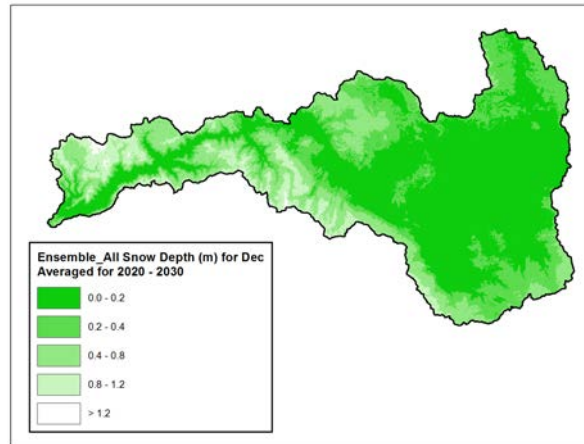 Ensemble_All Snow Depth (m) for Dec
Averaged for 2020 - 2030
0.0 - 0.2
0.2 - 0.4
0.4 - 0.8
0.8 - 1.2
> 1.2